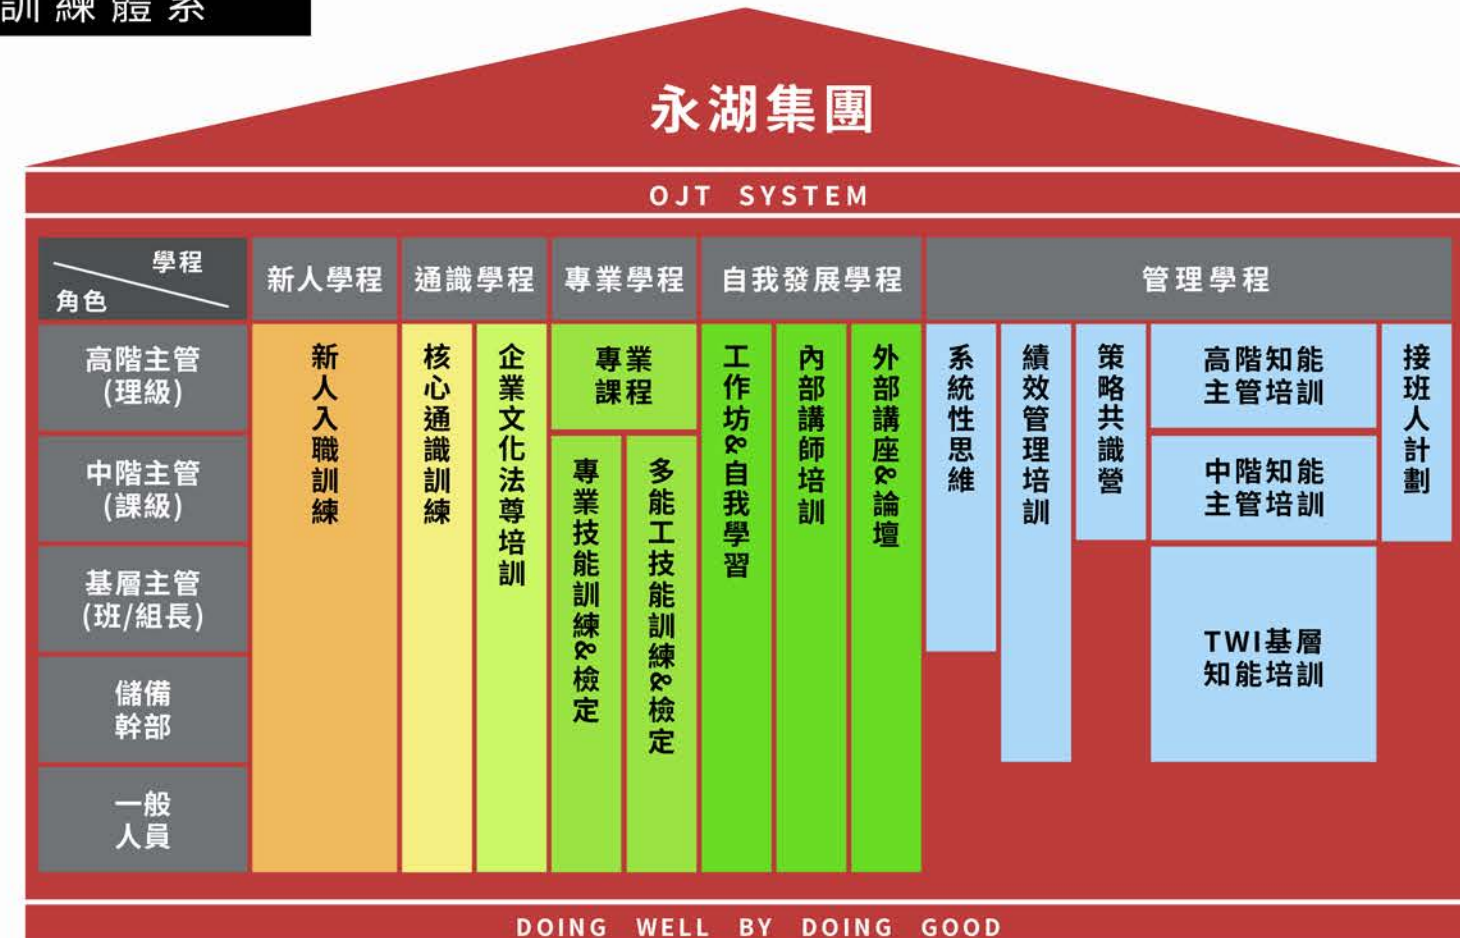 訓練體系
永湖集團
OJT SYSTEM
學程
角色
新人學程
通識學程
專業學程
自我發展學程
管理學程
高階主管
(理級)
中階主管
(課級)
基層主管
(班/組長)
儲備
幹部
一般
人員
新人入職訓練
核心通識訓練
企業文化法尊培訓
專業
課程
專業技能訓練&檢定
多能工技能訓練&檢定
工作坊&自我學習
內部講師培訓
外部講座&論壇
系統性思維
績效管理培訓
策略共識營
高階知能
主管培訓
中階知能
主管培訓
TWI基層
知能培訓
接班人計劃
DOING WELL BY DOING GOOD